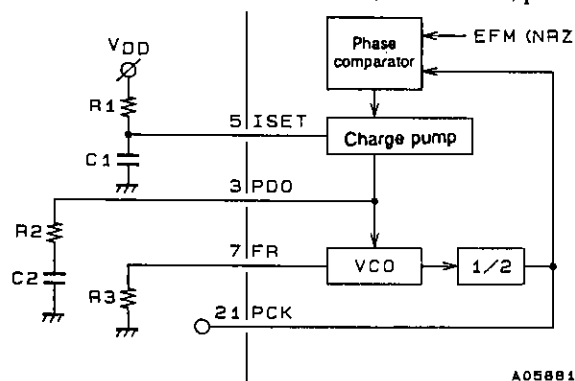 VDD
R1
C1
R2
C2
R3
5 ISET
3 PDO
7 FR
21 PCK
Phase
comparator
EFM (NRZ
Charge pump
VCO
1/2
A05881